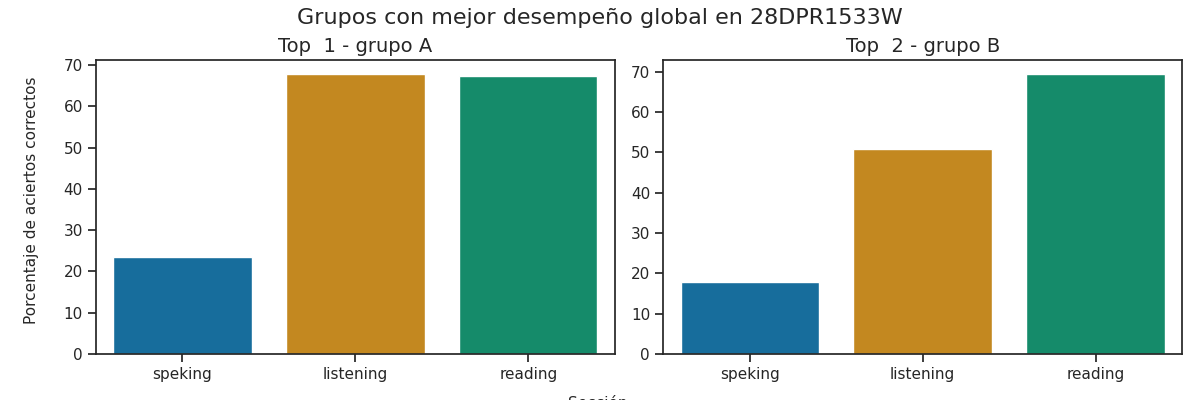 Grupos con mejor desempeño global en 28DPR1533W
Top  1 - grupo A
Porcentaje de aciertos correctos
70
60
50
40
30
20
10
0
speking listening reading
Top  2 - grupo B
70
60
50
40
30
20
10
0
speking listening reading
Sección